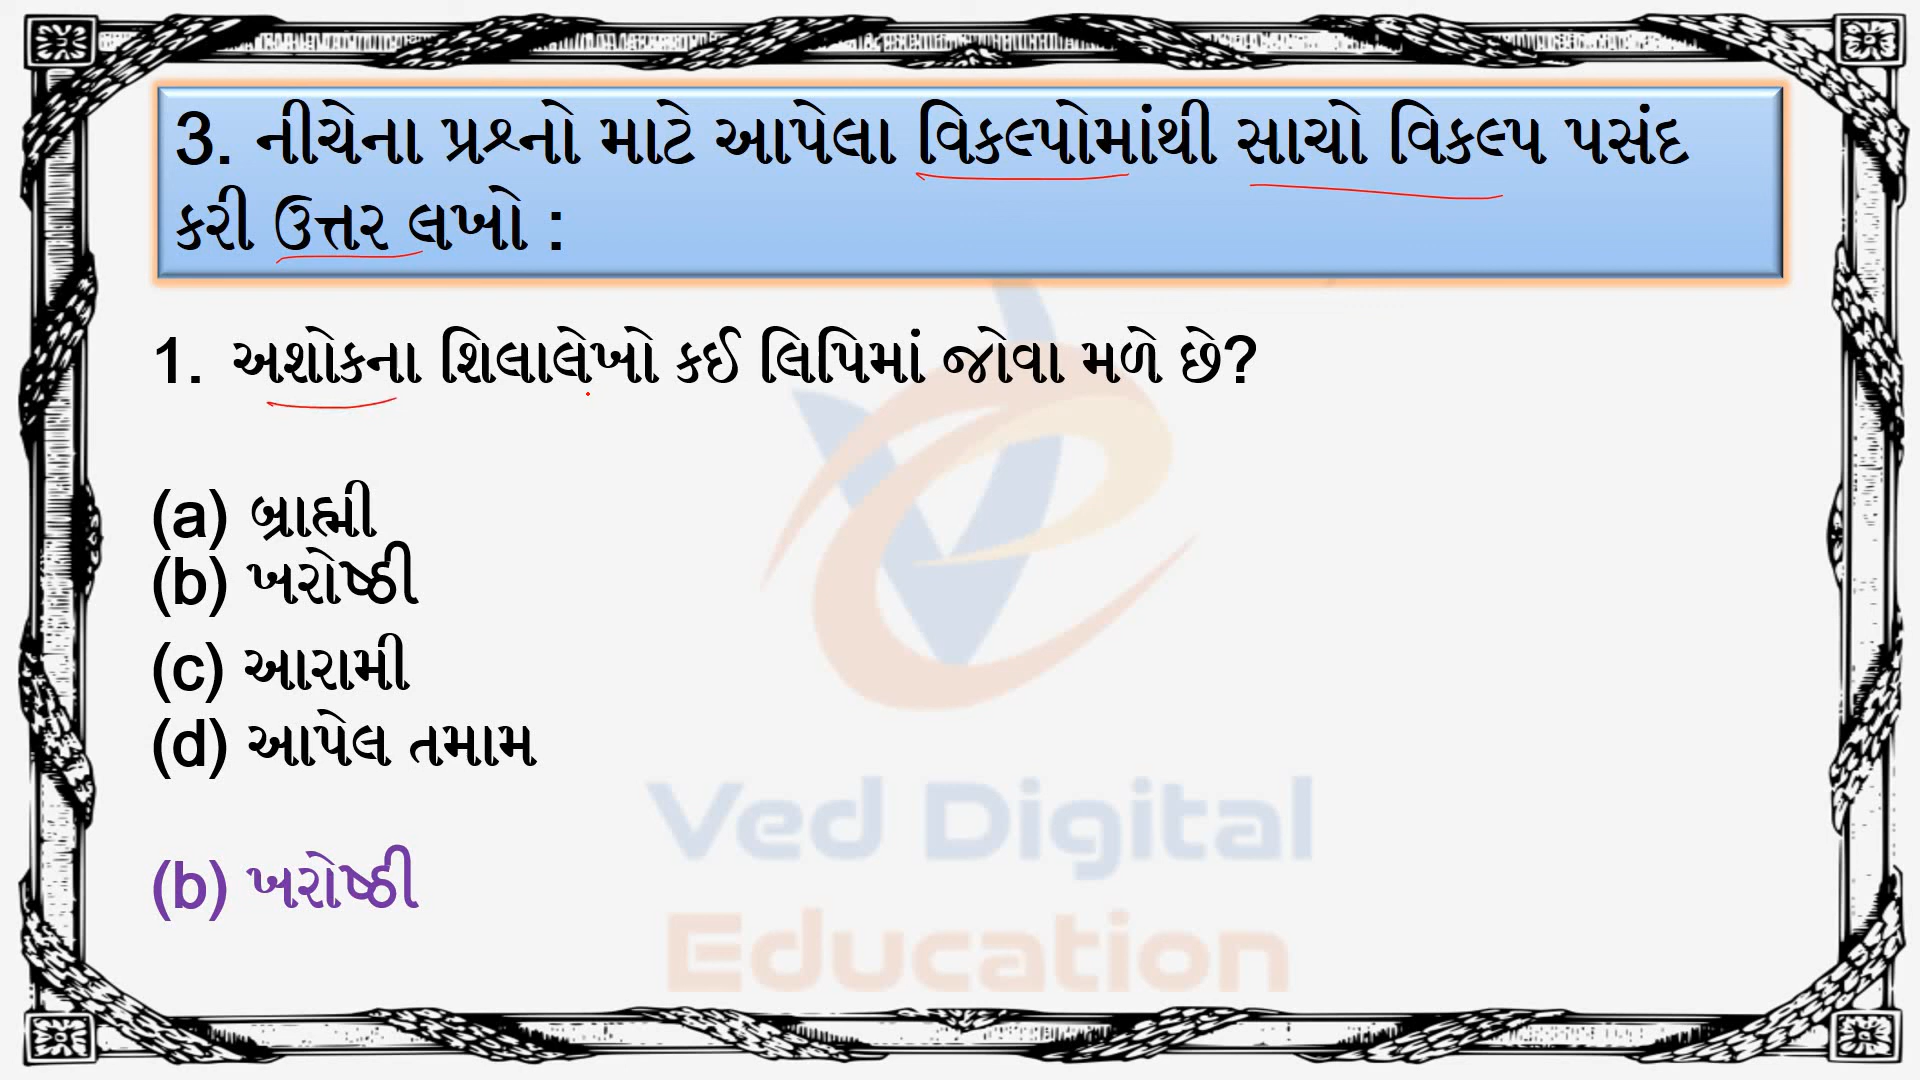 3. નીચેના પ્રશ્નો માટે આપેલા વિકલ્પોમાંથી સાચો વિકલ્પ પસંદ
કરી ઉત્તર લખો :
1. અશોકના શિલાલેખો કઈ લિપિમાં જોવા મળે છે?
(a) બ્રાહ્મી
(b) ખરોષ્ઠી
(c) આરામી
(d) આપેલ તમામ
(b) ખરોષ્ઠી
Ved Digital
Education